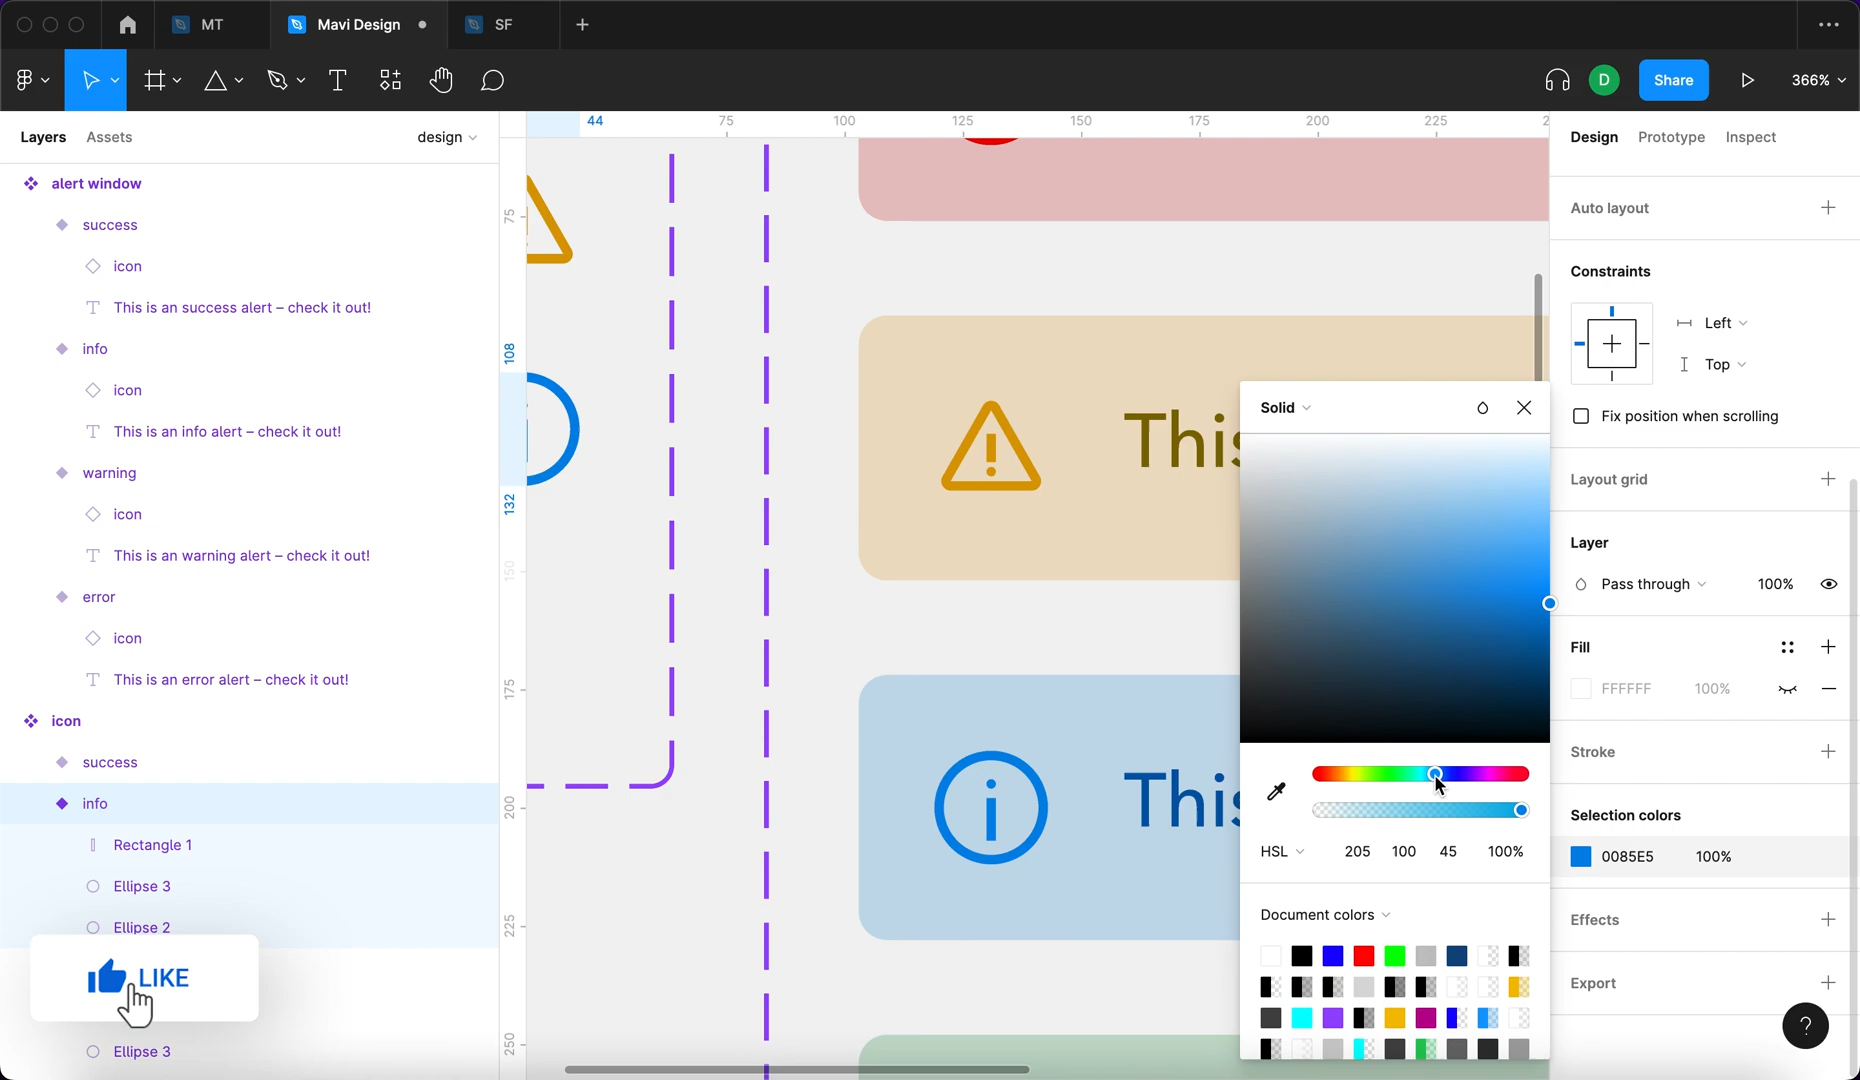 MT
Mavi Design
SF
T
D
Share
366%
Layers
Assets
design
44
75
100
125
150
175
200
225
2
Design
Prototype
Inspect
alert window
success
icon
This is an success alert – check it out!
info
icon
This is an info alert – check it out!
warning
icon
This is an warning alert – check it out!
error
icon
This is an error alert – check it out!
icon
success
info
Rectangle 1
Ellipse 3
Ellipse 2
LIKE
Ellipse 3
75
108
132
150
175
200
225
250
This
This
Solid
HSL
205
100
45
100%
Document colors
Auto layout
Constraints
Left
Top
Fix position when scrolling
Layout grid
Layer
Pass through
100%
Fill
FFFFFF
100%
Stroke
Selection colors
0085E5
100%
Effects
Export
?